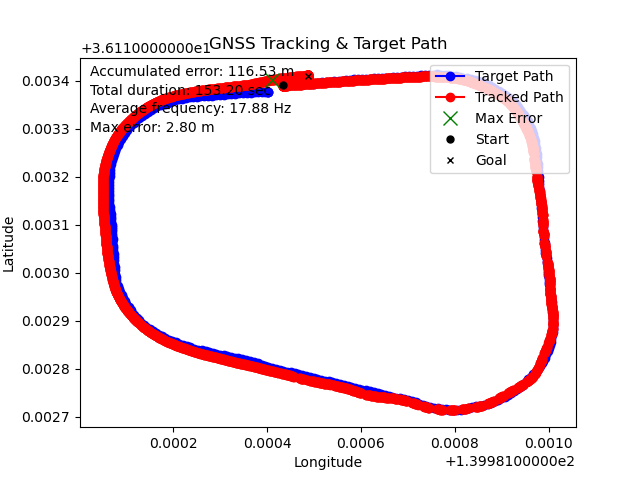 GNSS Tracking & Target Path
+3.6110000000e1
Accumulated error: 116.53 m
Total duration: 153.20 sec
Average frequency: 17.88 Hz
Max error: 2.80 m
Target Path
Tracked Path
Max Error
Start
Goal
Latitude
0.0034
0.0033
0.0032
0.0031
0.0030
0.0029
0.0028
0.0027
0.0002
0.0004
0.0006
0.0008
0.0010
Longitude
+1.3998100000e2